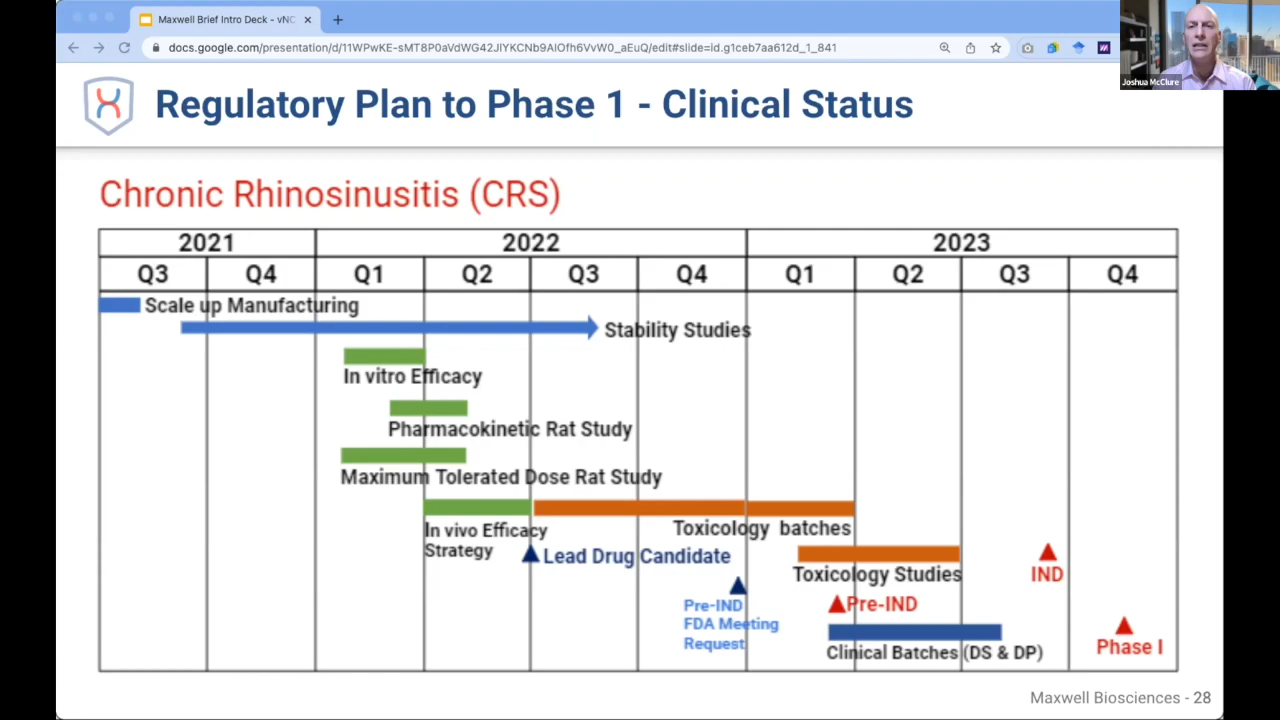 Maxwell Brief Intro Deck - vNC
docs.google.com/presentation/d/11WPwKE-sMT8P0aVdWG42JIYKCNb9AIOfh6VvW0_aEuQ/edit#slide=id.g1ceb7aa612d_1_841
Joshua McClure
Regulatory Plan to Phase 1 - Clinical Status
Chronic Rhinosinusitis (CRS)
2021 2022 2023
Q3 Q4 Q1 Q2 Q3 Q4 Q1 Q2 Q3 Q4
Scale up Manufacturing
Stability Studies
In vitro Efficacy
Pharmacokinetic Rat Study
Maximum Tolerated Dose Rat Study
In vivo Efficacy
Strategy
Toxicology batches
Lead Drug Candidate
Toxicology Studies
IND
Pre-IND
FDA Meeting
Request
Pre-IND
Clinical Batches (DS & DP)
Phase I
Maxwell Biosciences - 28